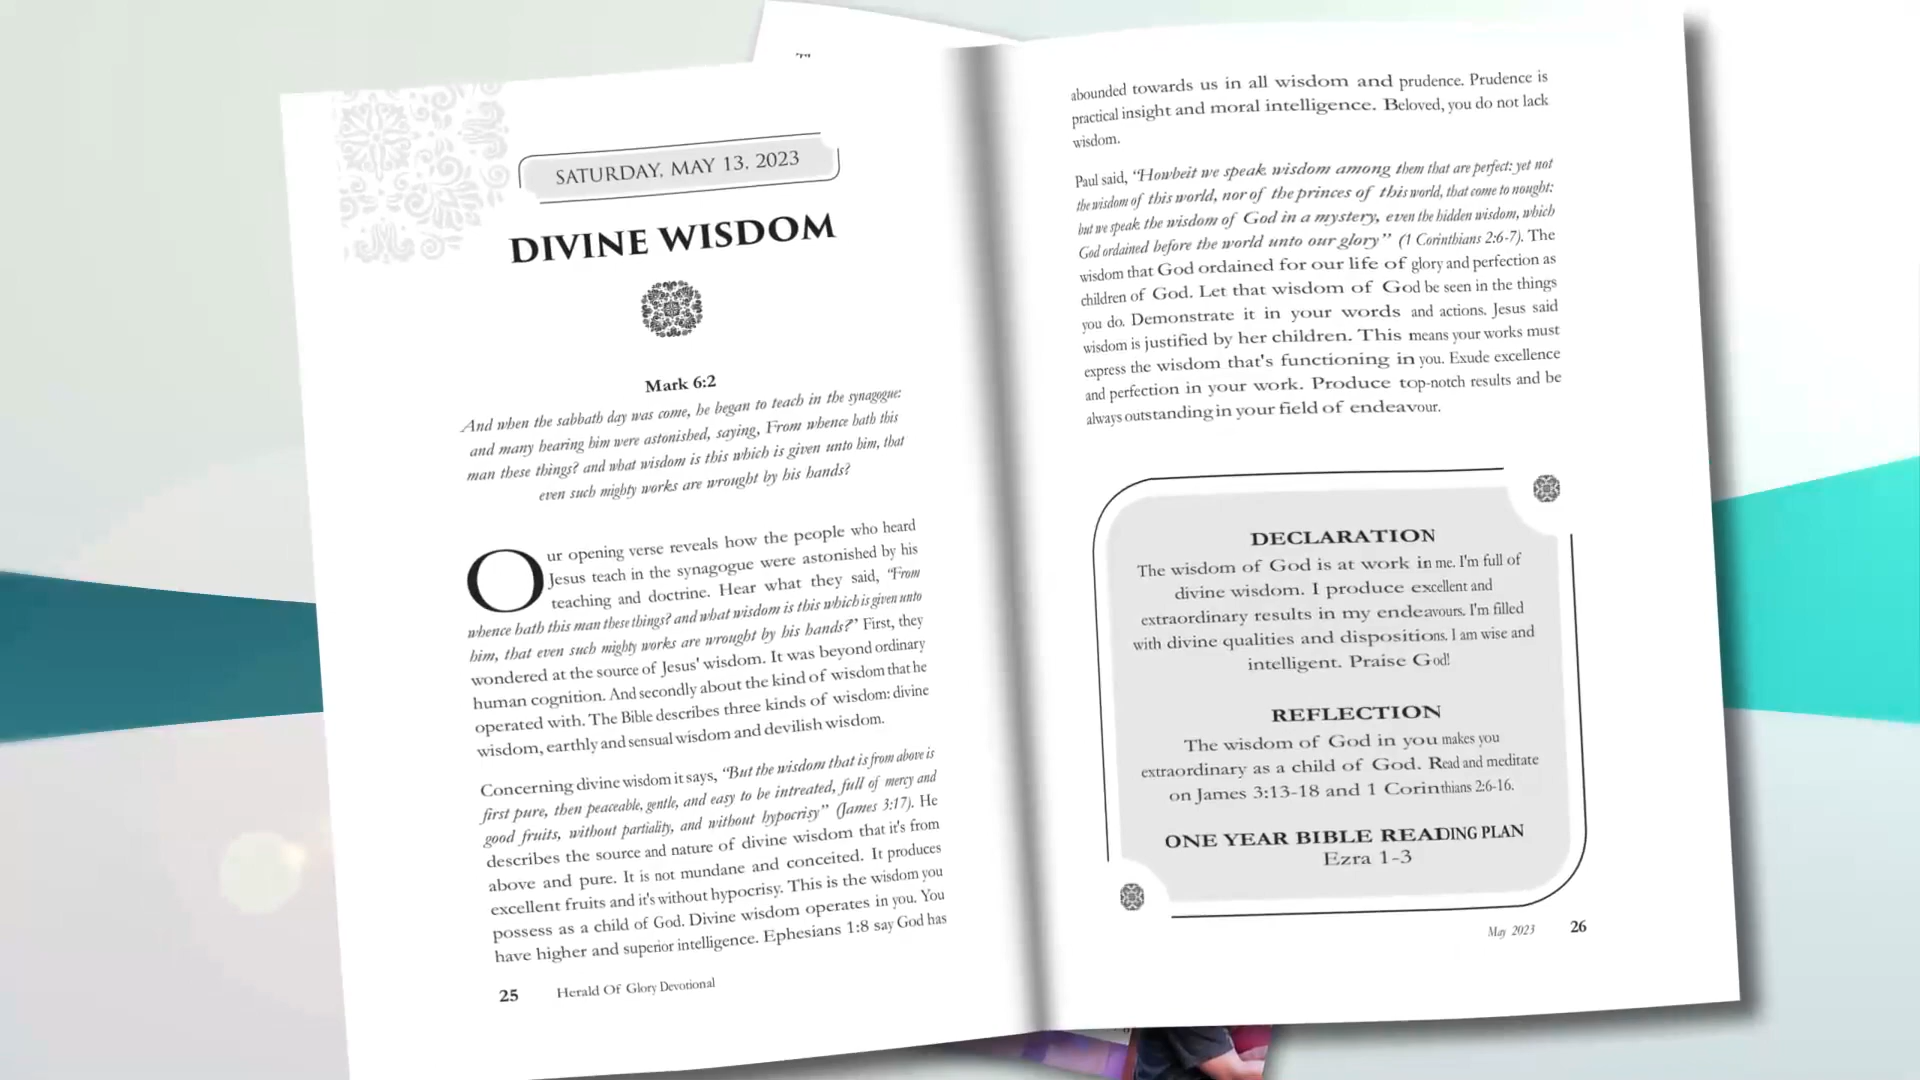 SATURDAY, MAY 13, 2023
DIVINE WISDOM
Mark 6:2
And when the sabbath day was come, he began to teach in the synagogue:
and many hearing him were astonished, saying, From whence hath this
man these things? and what wisdom is this which is given unto him, that
even such mighty works are wrought by his hands?
Our opening verse reveals how the people who heard
Jesus teach in the synagogue were astonished by his
teaching and doctrine. Hear what they said, “From
whence hath this man these things? and what wisdom is this which is given unto
him, that even such mighty works are wrought by his hands?” First, they
wondered at the source of Jesus' wisdom. It was beyond ordinary
human cognition. And secondly about the kind of wisdom that he
operated with. The Bible describes three kinds of wisdom: divine
wisdom, earthly and sensual wisdom and devilish wisdom.
Concerning divine wisdom it says, “But the wisdom that is from above is
first pure, then peaceable, gentle, and easy to be intreated, full of mercy and
good fruits, without partiality, and without hypocrisy” (James 3:17). He
describes the source and nature of divine wisdom that it's from
above and pure. It is not mundane and conceited. It produces
excellent fruits and it's without hypocrisy. This is the wisdom you
possess as a child of God. Divine wisdom operates in you. You
have higher and superior intelligence. Ephesians 1:8 say God has
25 Herald Of Glory Devotional
abounded towards us in all wisdom and prudence. Prudence is
practical insight and moral intelligence. Beloved, you do not lack
wisdom.
Paul said, “Howbeit we speak wisdom among them that are perfect: yet not
the wisdom of this world, nor of the princes of this world, that come to nought:
but we speak the wisdom of God in a mystery, even the hidden wisdom, which
God ordained before the world unto our glory” (1 Corinthians 2:6-7). The
wisdom that God ordained for our life of glory and perfection as
children of God. Let that wisdom of God be seen in the things
you do. Demonstrate it in your words and actions. Jesus said
wisdom is justified by her children. This means your works must
express the wisdom that's functioning in you. Exude excellence
and perfection in your work. Produce top-notch results and be
always outstanding in your field of endeavour.
DECLARATION
The wisdom of God is at work in me. I'm full of
divine wisdom. I produce excellent and
extraordinary results in my endeavours. I'm filled
with divine qualities and dispositions. I am wise and
intelligent. Praise God!
REFLECTION
The wisdom of God in you makes you
extraordinary as a child of God. Read and meditate
on James 3:13-18 and 1 Corinthians 2:6-16.
ONE YEAR BIBLE READING PLAN
Ezra 1-3
May 2023 26